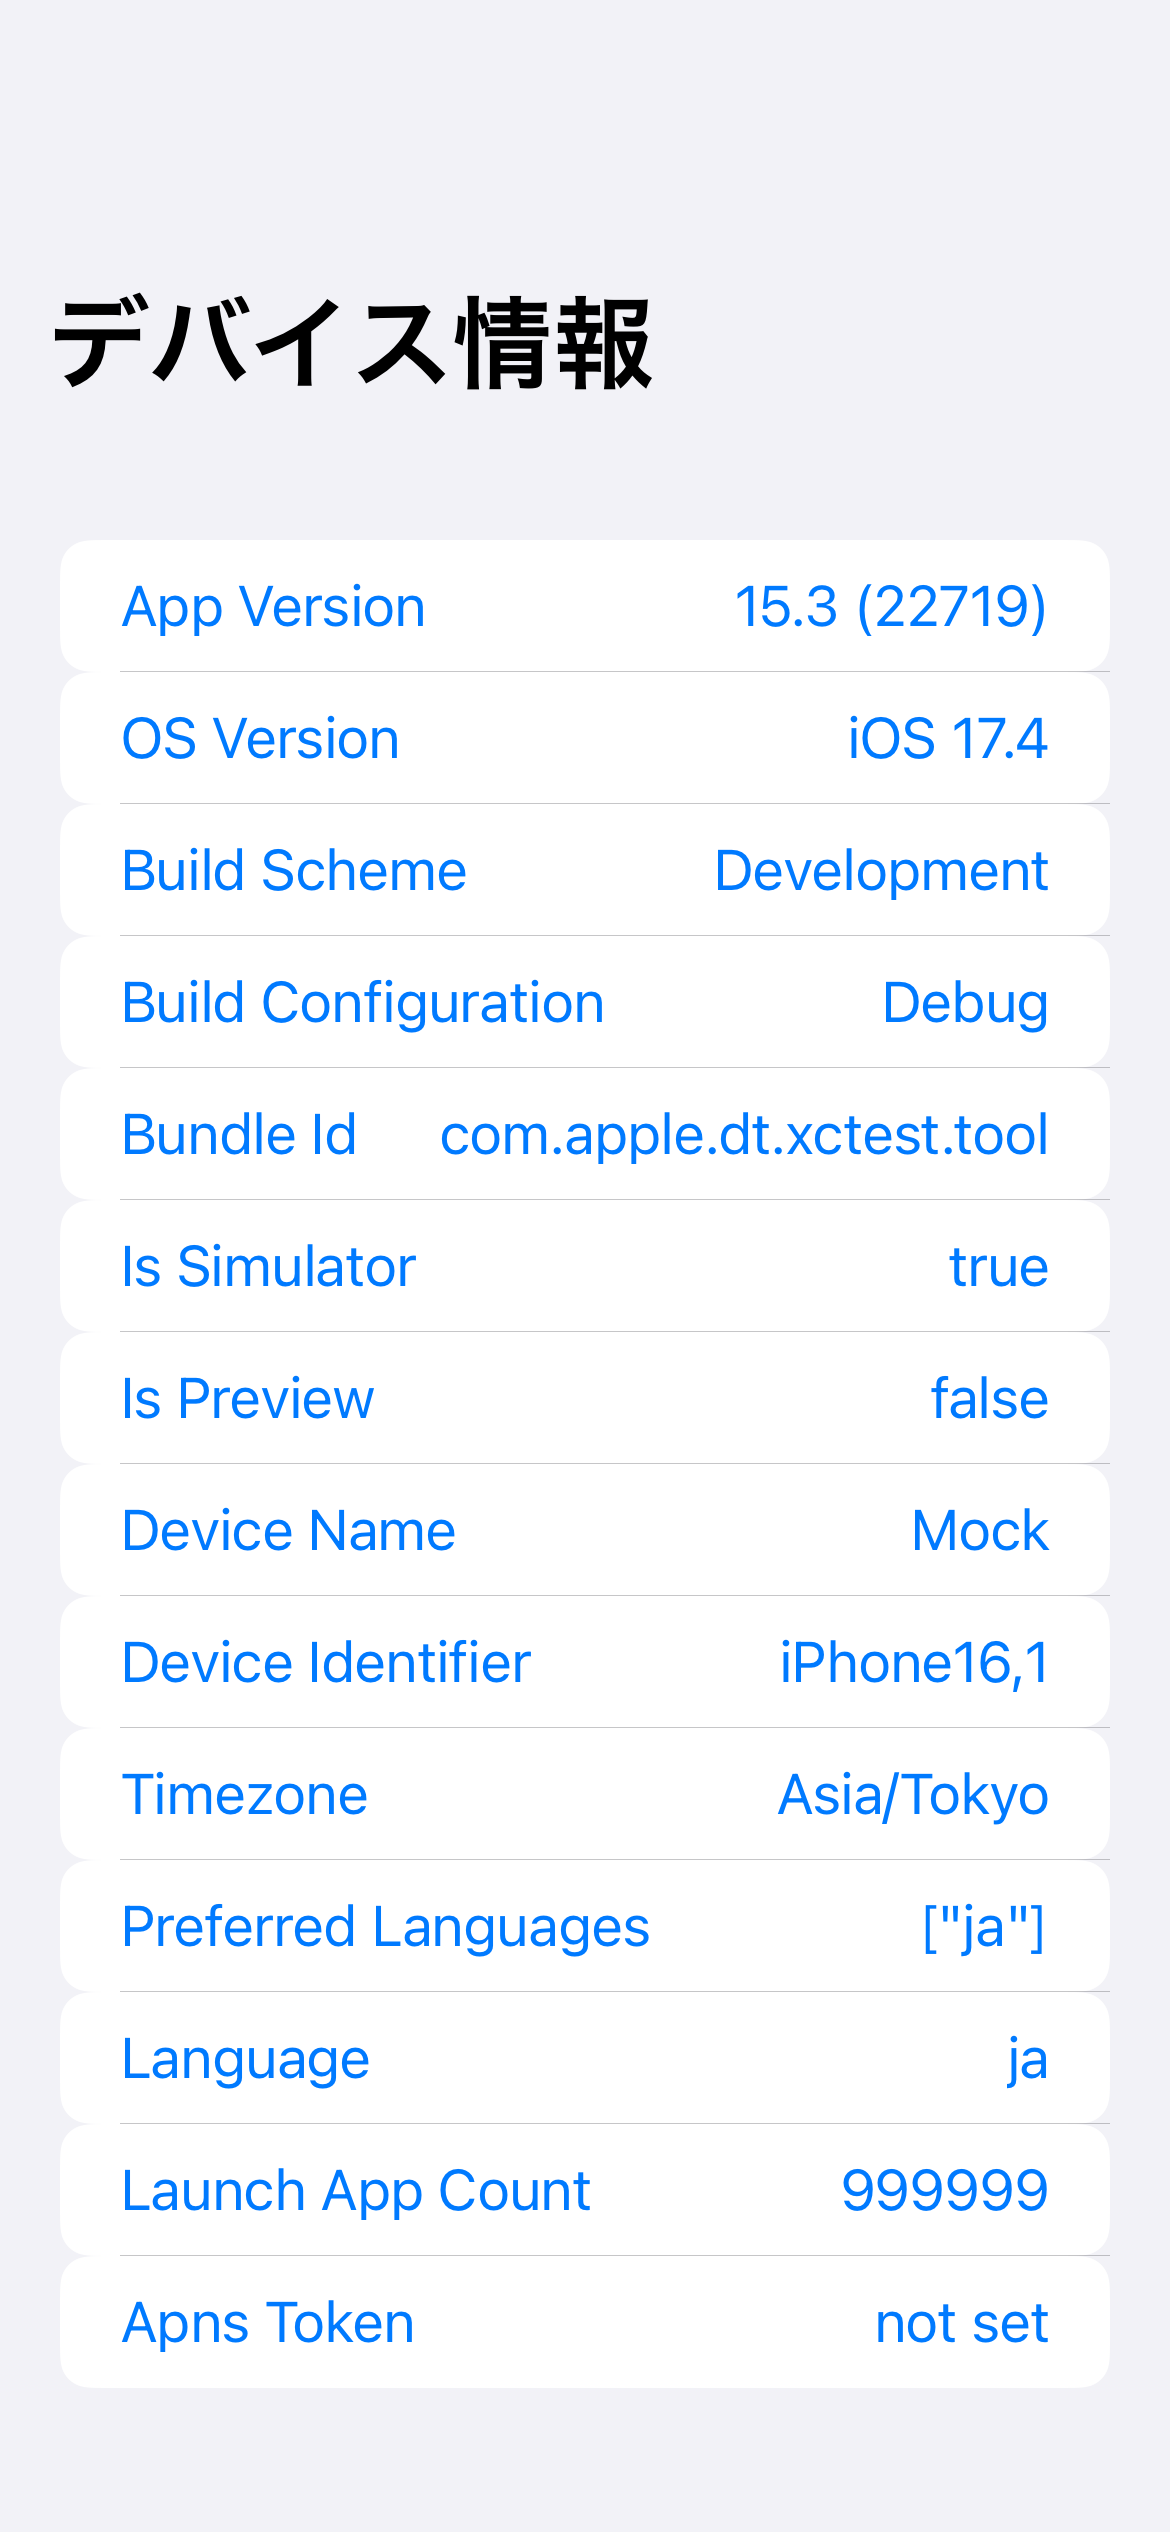 デバイス情報
App Version 15.3 (22719)
OS Version iOS 17.4
Build Scheme Development
Build Configuration Debug
Bundle Id com.apple.dt.xctest.tool
Is Simulator true
Is Preview false
Device Name Mock
Device Identifier iPhone16,1
Timezone Asia/Tokyo
Preferred Languages ["ja"]
Language ja
Launch App Count 999999
Apns Token not set